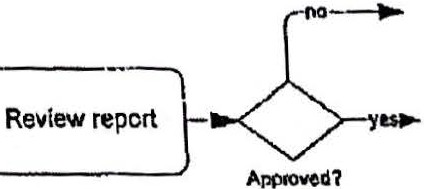 no
Review report
yes
Approved?